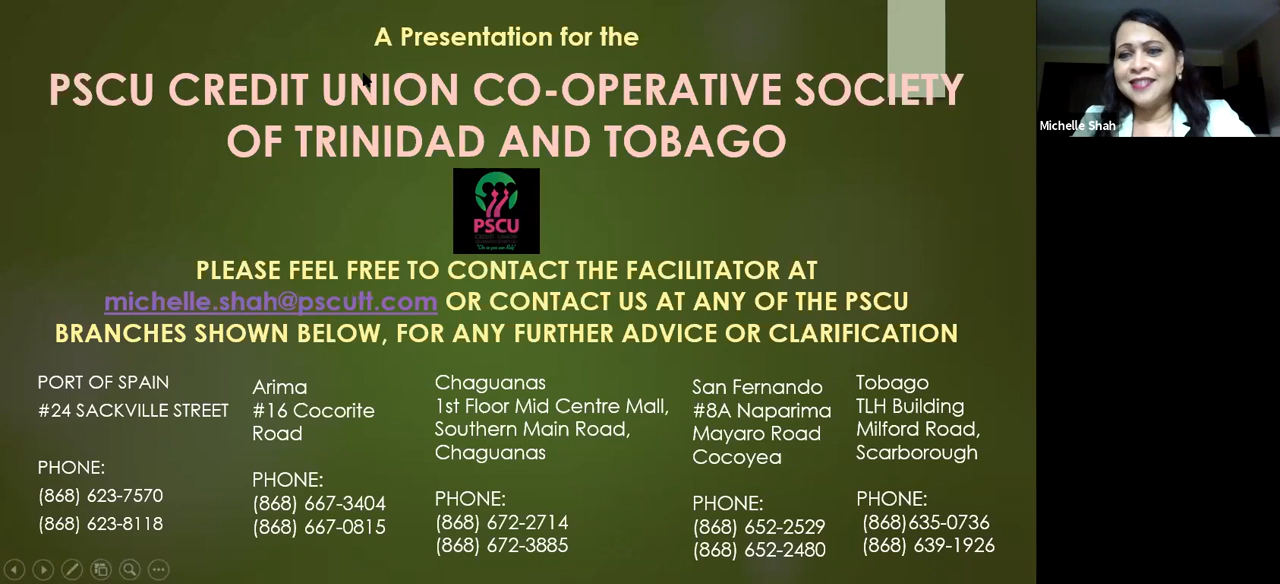 A Presentation for the
PSCU CREDIT UNION CO-OPERATIVE SOCIETY
OF TRINIDAD AND TOBAGO
PSCU
PLEASE FEEL FREE TO CONTACT THE FACILITATOR AT
michelle.shah@pscutt.com OR CONTACT US AT ANY OF THE PSCU
BRANCHES SHOWN BELOW, FOR ANY FURTHER ADVICE OR CLARIFICATION
PORT OF SPAIN
#24 SACKVILLE STREET
PHONE:
(868) 623-7570
(868) 623-8118
Arima
#16 Cocorite
Road
PHONE:
(868) 667-3404
(868) 667-0815
Chaguanas
1st Floor Mid Centre Mall,
Southern Main Road,
Chaguanas
PHONE:
(868) 672-2714
(868) 672-3885
San Fernando
#8A Naparima
Mayaro Road
Cocoyea
PHONE:
(868) 652-2529
(868) 652-2480
Tobago
TLH Building
Milford Road,
Scarborough
PHONE:
(868)635-0736
(868) 639-1926
Michelle Shah